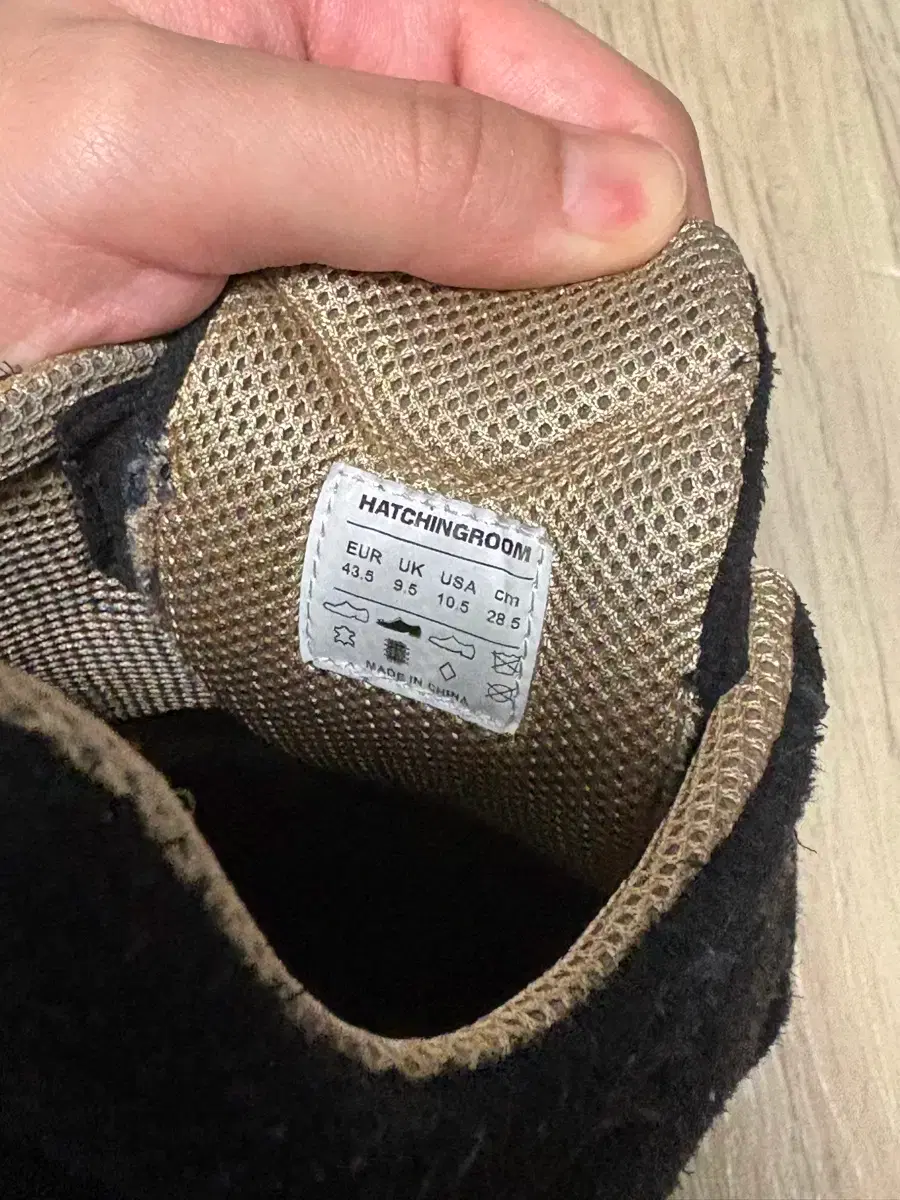 HATCHINGROOM
EUR UK USA cm
43.5 9.5 10.5 28.5
MADE IN CHINA